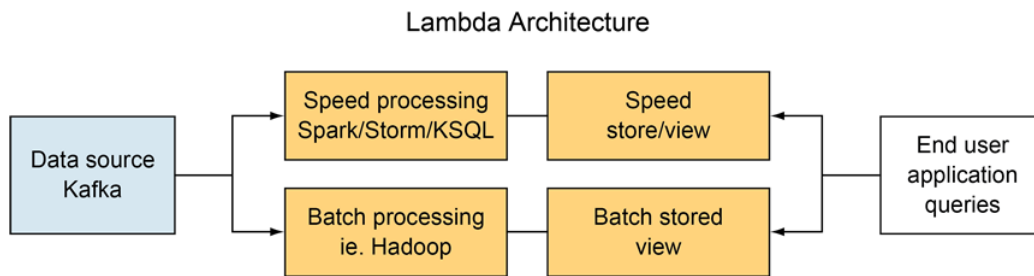 Lambda Architecture
Data source
Kafka
Speed processing
Spark/Storm/KSQL
Speed
store/view
Batch processing
ie. Hadoop
Batch stored
view
End user
application
queries